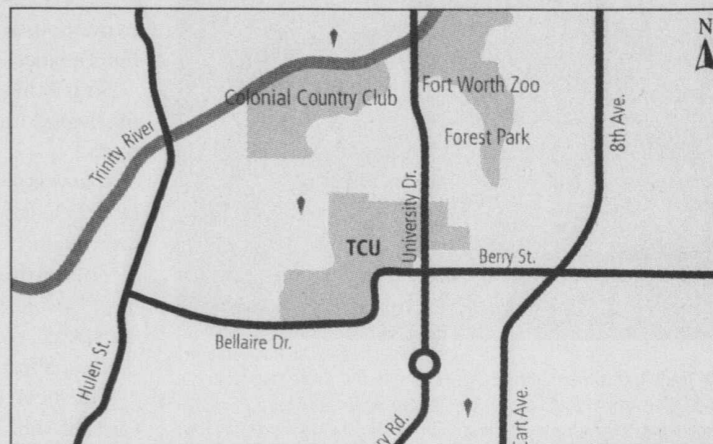 N
Fort Worth Zoo
Colonial Country Club
Forest Park
8th Ave.
Trinity River
University Dr.
TCU
Berry St.
Bellaire Dr.
Hulen St.
Rd.
Ave.